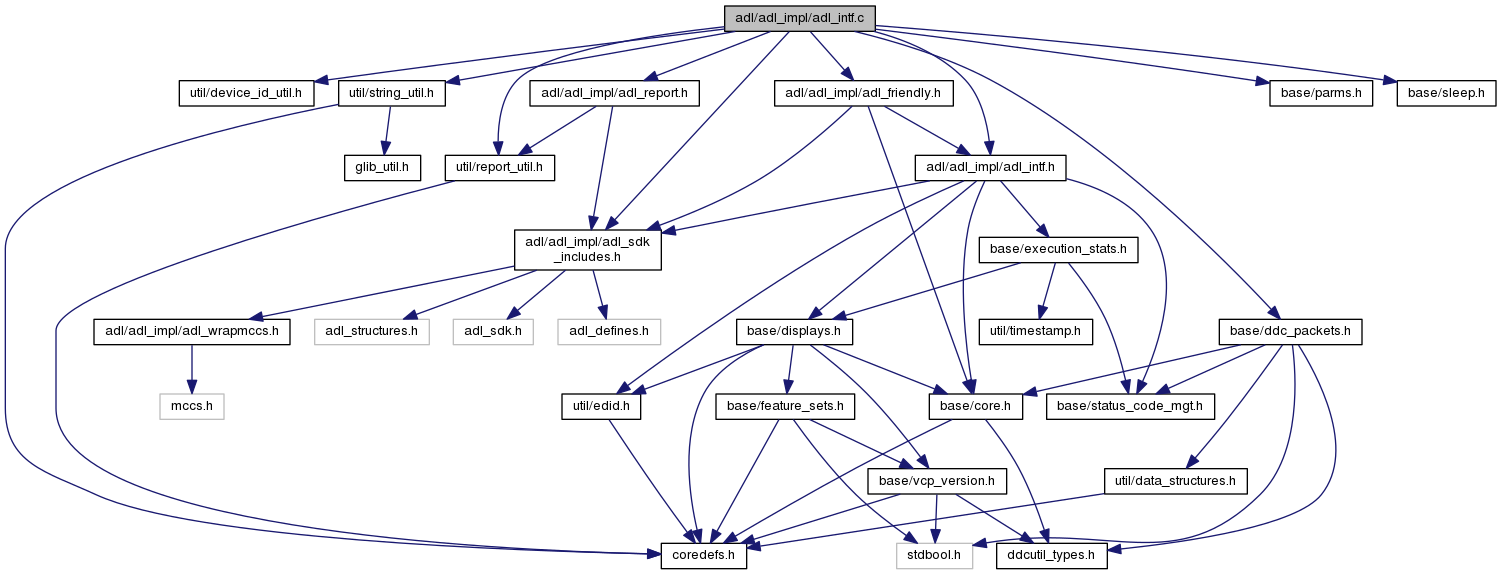 adl/adl_impl/adl_intf.c
util/device_id_util.h
util/string_util.h
adl/adl_impl/adl_report.h
adl/adl_impl/adl_friendly.h
base/parms.h
base/sleep.h
glib_util.h
util/report_util.h
adl/adl_impl/adl_intf.h
adl/adl_impl/adl_sdk
_includes.h
base/execution_stats.h
adl/adl_impl/adl_wrapmccs.h
adl_structures.h
adl_sdk.h
adl_defines.h
base/displays.h
util/timestamp.h
base/ddc_packets.h
mccs.h
util/edid.h
base/feature_sets.h
base/core.h
base/status_code_mgt.h
base/vcp_version.h
util/data_structures.h
coredefs.h
stdbool.h
ddcutil_types.h